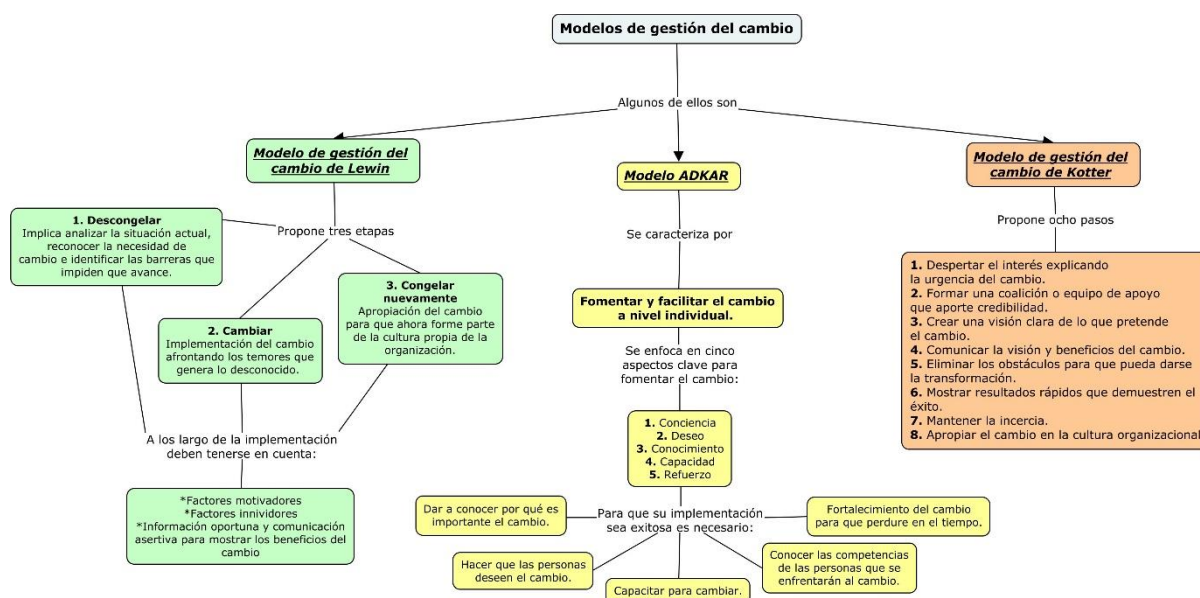 Modelos de gestión del cambio
Algunos de ellos son
Modelo de gestión del
cambio de Lewin
Propone tres etapas
1. Descongelar
Implica analizar la situación actual,
reconocer la necesidad de
cambio e identificar las barreras que
impiden que avance.
2. Cambiar
Implementación del cambio
afrontando los temores que
genera lo desconocido.
3. Congelar
nuevamente
Apropiación del cambio
para que ahora forme parte
de la cultura propia de la
organización.
A los largo de la implementación
deben tenerse en cuenta:
*Factores motivadores
*Factores innividores
*Información oportuna y comunicación
asertiva para mostrar los beneficios del
cambio
Modelo ADKAR
Se caracteriza por
Fomentar y facilitar el cambio
a nivel individual.
Se enfoca en cinco
aspectos clave para
fomentar el cambio:
1. Conciencia
2. Deseo
3. Conocimiento
4. Capacidad
5. Refuerzo
Para que su implementación
sea exitosa es necesario:
Dar a conocer por qué es
importante el cambio.
Hacer que las personas
deseen el cambio.
Capacitar para cambiar.
Conocer las competencias
de las personas que se
enfrentarán al cambio.
Fortalecimiento del cambio
para que perdure en el tiempo.
Modelo de gestión del
cambio de Kotter
Propone ocho pasos
1. Despertar el interés explicando
la urgencia del cambio.
2. Formar una coalición o equipo de apoyo
que aporte credibilidad.
3. Crear una visión clara de lo que pretende
el cambio.
4. Comunicar la visión y beneficios del cambio.
5. Eliminar los obstáculos para que pueda darse
la transformación.
6. Mostrar resultados rápidos que demuestren el
éxito.
7. Mantener la incercia.
8. Apropiar el cambio en la cultura organizacional